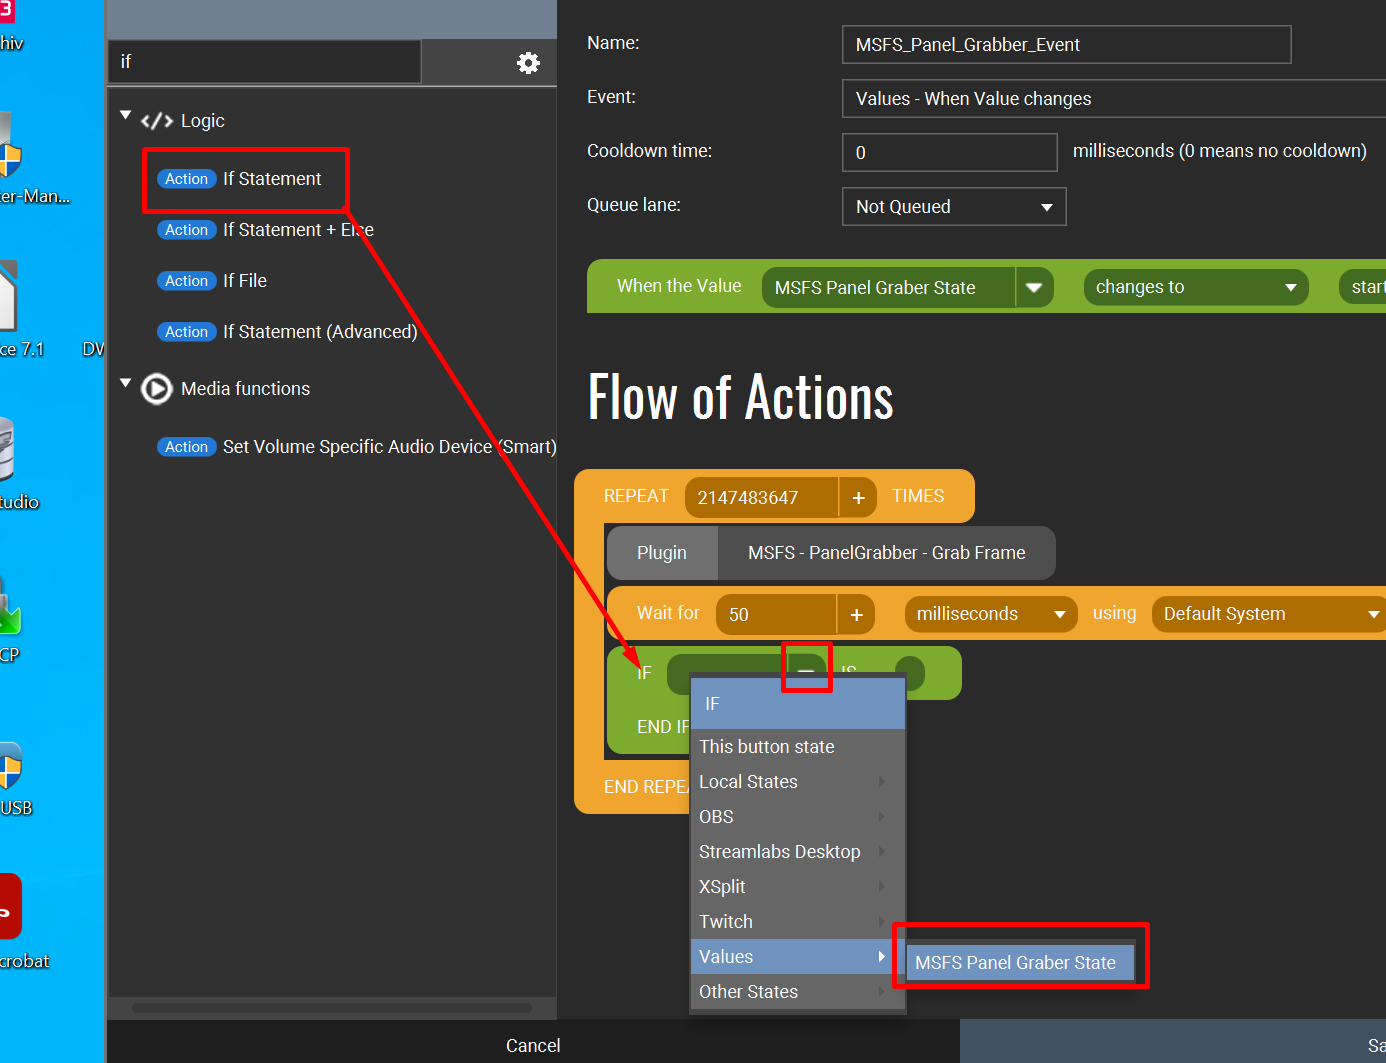 3
hiv
ter-Man...
ce 7.1
DW
tudio
CP
USB
crobat
if
Logic
Action If Statement
Action If Statement + Else
Action If File
Action If Statement (Advanced)
Media functions
Action Set Volume Specific Audio Device (Smart)
Name: MSFS_Panel_Grabber_Event
Event: Values - When Value changes
Cooldown time: 0 milliseconds (0 means no cooldown)
Queue lane: Not Queued
When the Value MSFS Panel Graber State changes to start
Flow of Actions
REPEAT 2147483647 + TIMES
Plugin MSFS - PanelGrabber - Grab Frame
Wait for 50 + milliseconds using Default System
IF IS
END IF
END REPEA
IF
This button state
Local States
OBS
Streamlabs Desktop
XSplit
Twitch
Values
Other States
MSFS Panel Graber State
Cancel
Sa